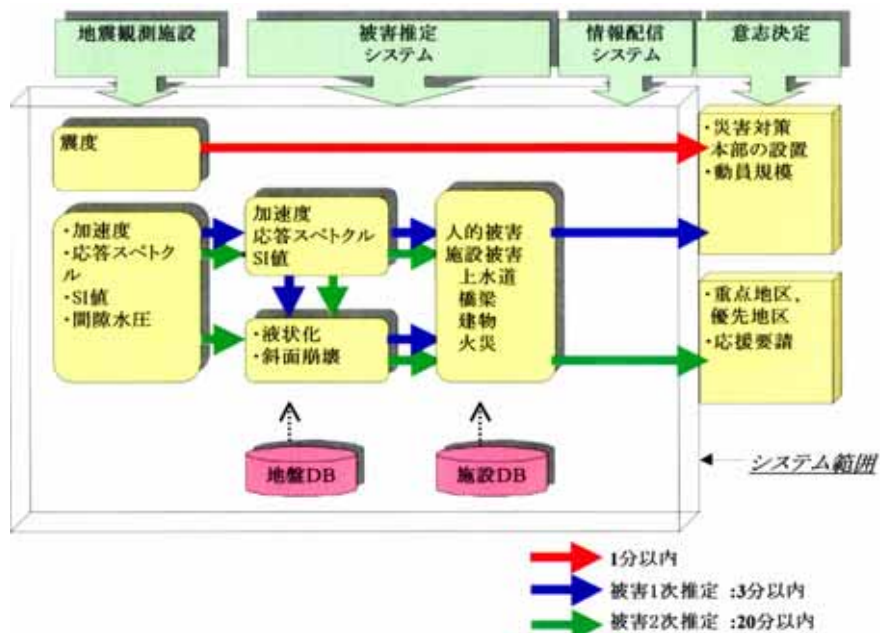 地震観測施設
被害推定
システム
情報配信
システム
意志決定
震度
・災害対策
本部の設置
・動員規模
・加速度
・応答スペクト
ル
・SI値
・間隙水圧
加速度
応答スペクトル
SI値
・液状化
・斜面崩壊
人的被害
施設被害
上水道
橋梁
建物
火災
・重点地区、
優先地区
・応援要請
地盤DB
施設DB
システム範囲
1分以内
被害1次推定 :3分以内
被害2次推定 :20分以内